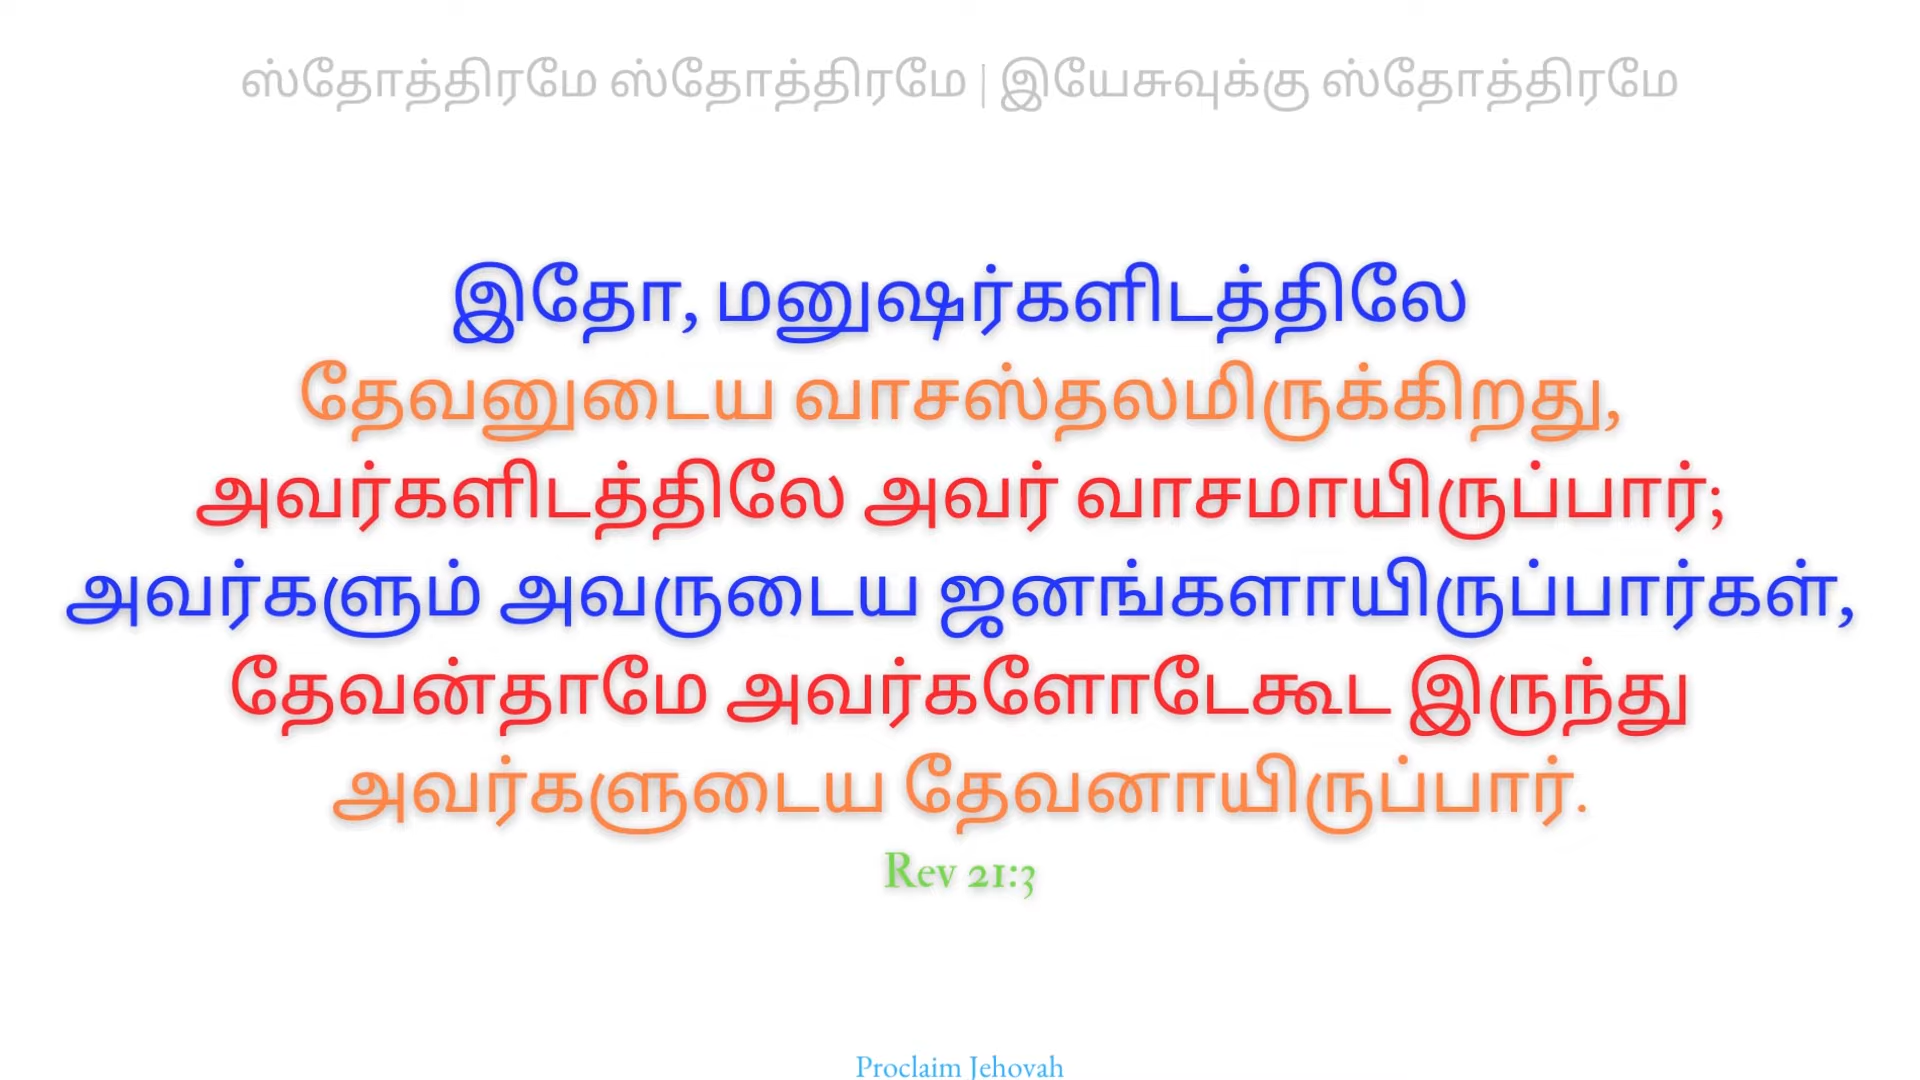 ஸ்தோத்திரமே ஸ்தோத்திரமே | இயேசுவுக்கு ஸ்தோத்திரமே
இதோ, மனுஷர்களிடத்திலே
தேவனுடைய வாசஸ்தலமிருக்கிறது,
அவர்களிடத்திலே அவர் வாசமாயிருப்பார்;
அவர்களும் அவருடைய ஜனங்களாயிருப்பார்கள்,
தேவன்தாமே அவர்களோடேகூட இருந்து
அவர்களுடைய தேவனாயிருப்பார்.
Rev 21:3
Proclaim Jehovah